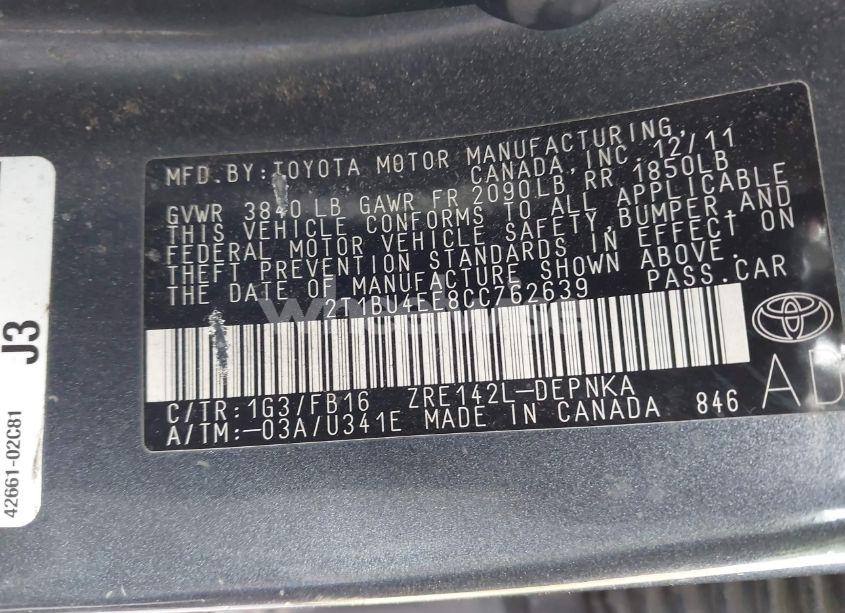 MFD.BY:TOYOTA MOTOR MANUFACTURING,
CANADA, INC. 12/11
GVWR 3840 LB GAWR FR 2090LB RR 1850LB
THIS VEHICLE CONFORMS TO ALL APPLICABLE
FEDERAL MOTOR VEHICLE SAFETY,BUMPER AND
THEFT PREVENTION STANDARDS IN EFFECT ON
THE DATE OF MANUFACTURE SHOWN ABOVE.
2T1BU4EE8CC762639 PASS.CAR
C/TR:1G3/FB16 ZRE142L-DEPNKA
A/TM:-03A/U341E MADE IN CANADA 846
AD
J3
42661-02C81